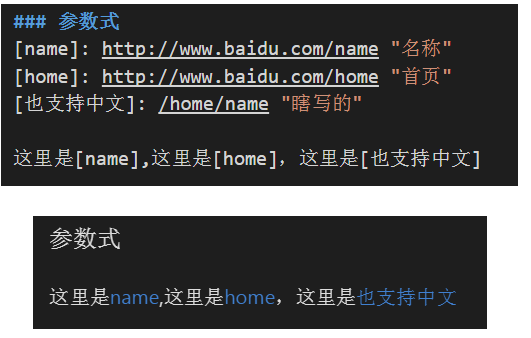 ### 参数式
[name]: http://www.baidu.com/name "名称"
[home]: http://www.baidu.com/home "首页"
[也支持中文]: /home/name "瞎写的"
这里是[name],这里是[home]，这里是[也支持中文]
参数式
这里是name,这里是home，这里是也支持中文